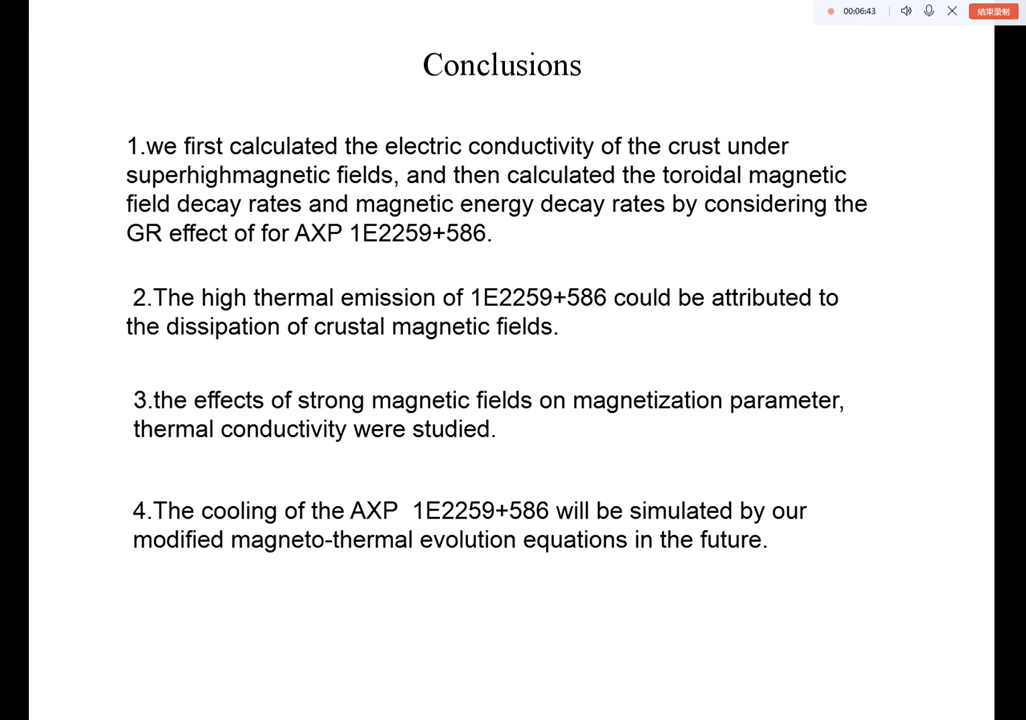 00:06:43
结束录制
Conclusions
1.we first calculated the electric conductivity of the crust under
superhighmagnetic fields, and then calculated the toroidal magnetic
field decay rates and magnetic energy decay rates by considering the
GR effect of for AXP 1E2259+586.
2.The high thermal emission of 1E2259+586 could be attributed to
the dissipation of crustal magnetic fields.
3.the effects of strong magnetic fields on magnetization parameter,
thermal conductivity were studied.
4.The cooling of the AXP  1E2259+586 will be simulated by our
modified magneto-thermal evolution equations in the future.